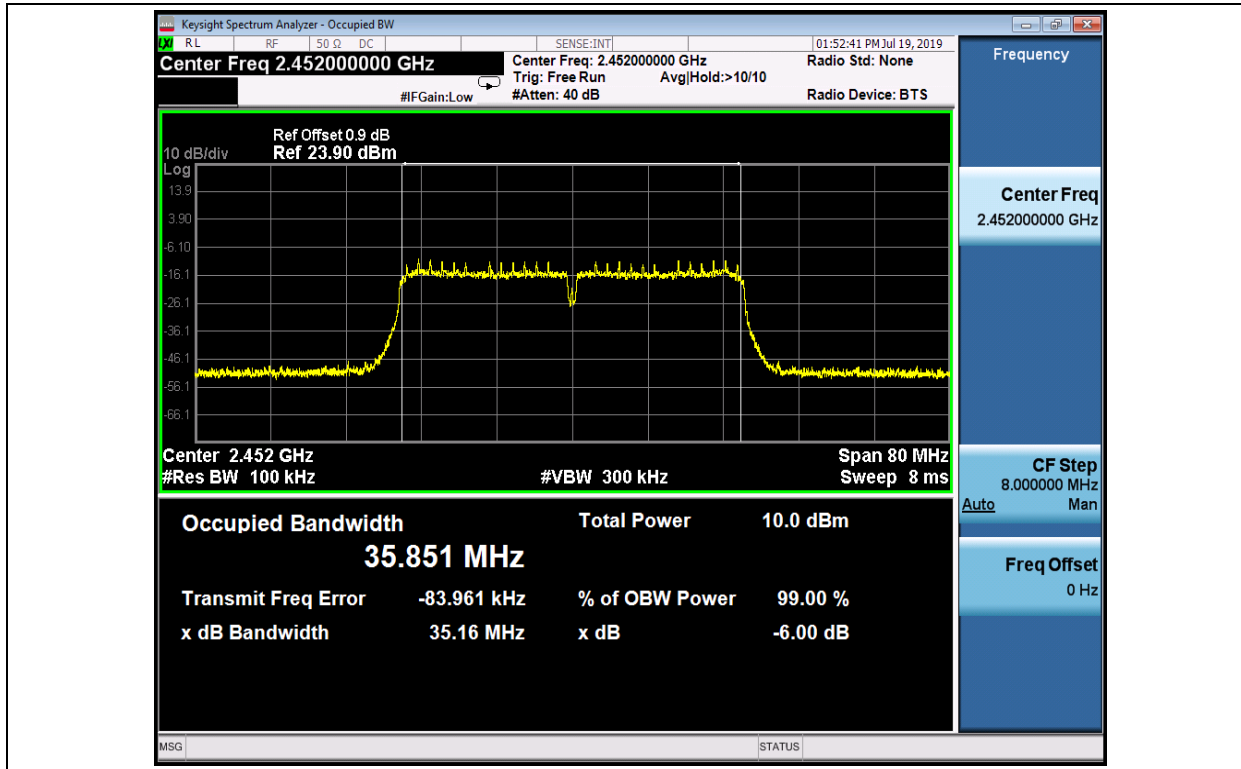 Keysight Spectrum Analyzer - Occupied BW
LXI RL RF 50 Ω DC SENSE:INT 01:52:41 PM Jul 19, 2019
Center Freq 2.452000000 GHz
Center Freq: 2.452000000 GHz Radio Std: None
Trig: Free Run Avg|Hold:>10/10
#IFGain:Low #Atten: 40 dB Radio Device: BTS
Ref Offset 0.9 dB
10 dB/div Ref 23.90 dBm
Log
13.9
3.90
-6.10
-16.1
-26.1
-36.1
-46.1
-56.1
-66.1
Center 2.452 GHz Span 80 MHz
#Res BW 100 kHz #VBW 300 kHz Sweep 8 ms
Occupied Bandwidth Total Power 10.0 dBm
35.851 MHz
Transmit Freq Error -83.961 kHz % of OBW Power 99.00 %
x dB Bandwidth 35.16 MHz x dB -6.00 dB
MSG STATUS
Frequency
Center Freq
2.452000000 GHz
CF Step
8.000000 MHz
Auto Man
Freq Offset
0 Hz